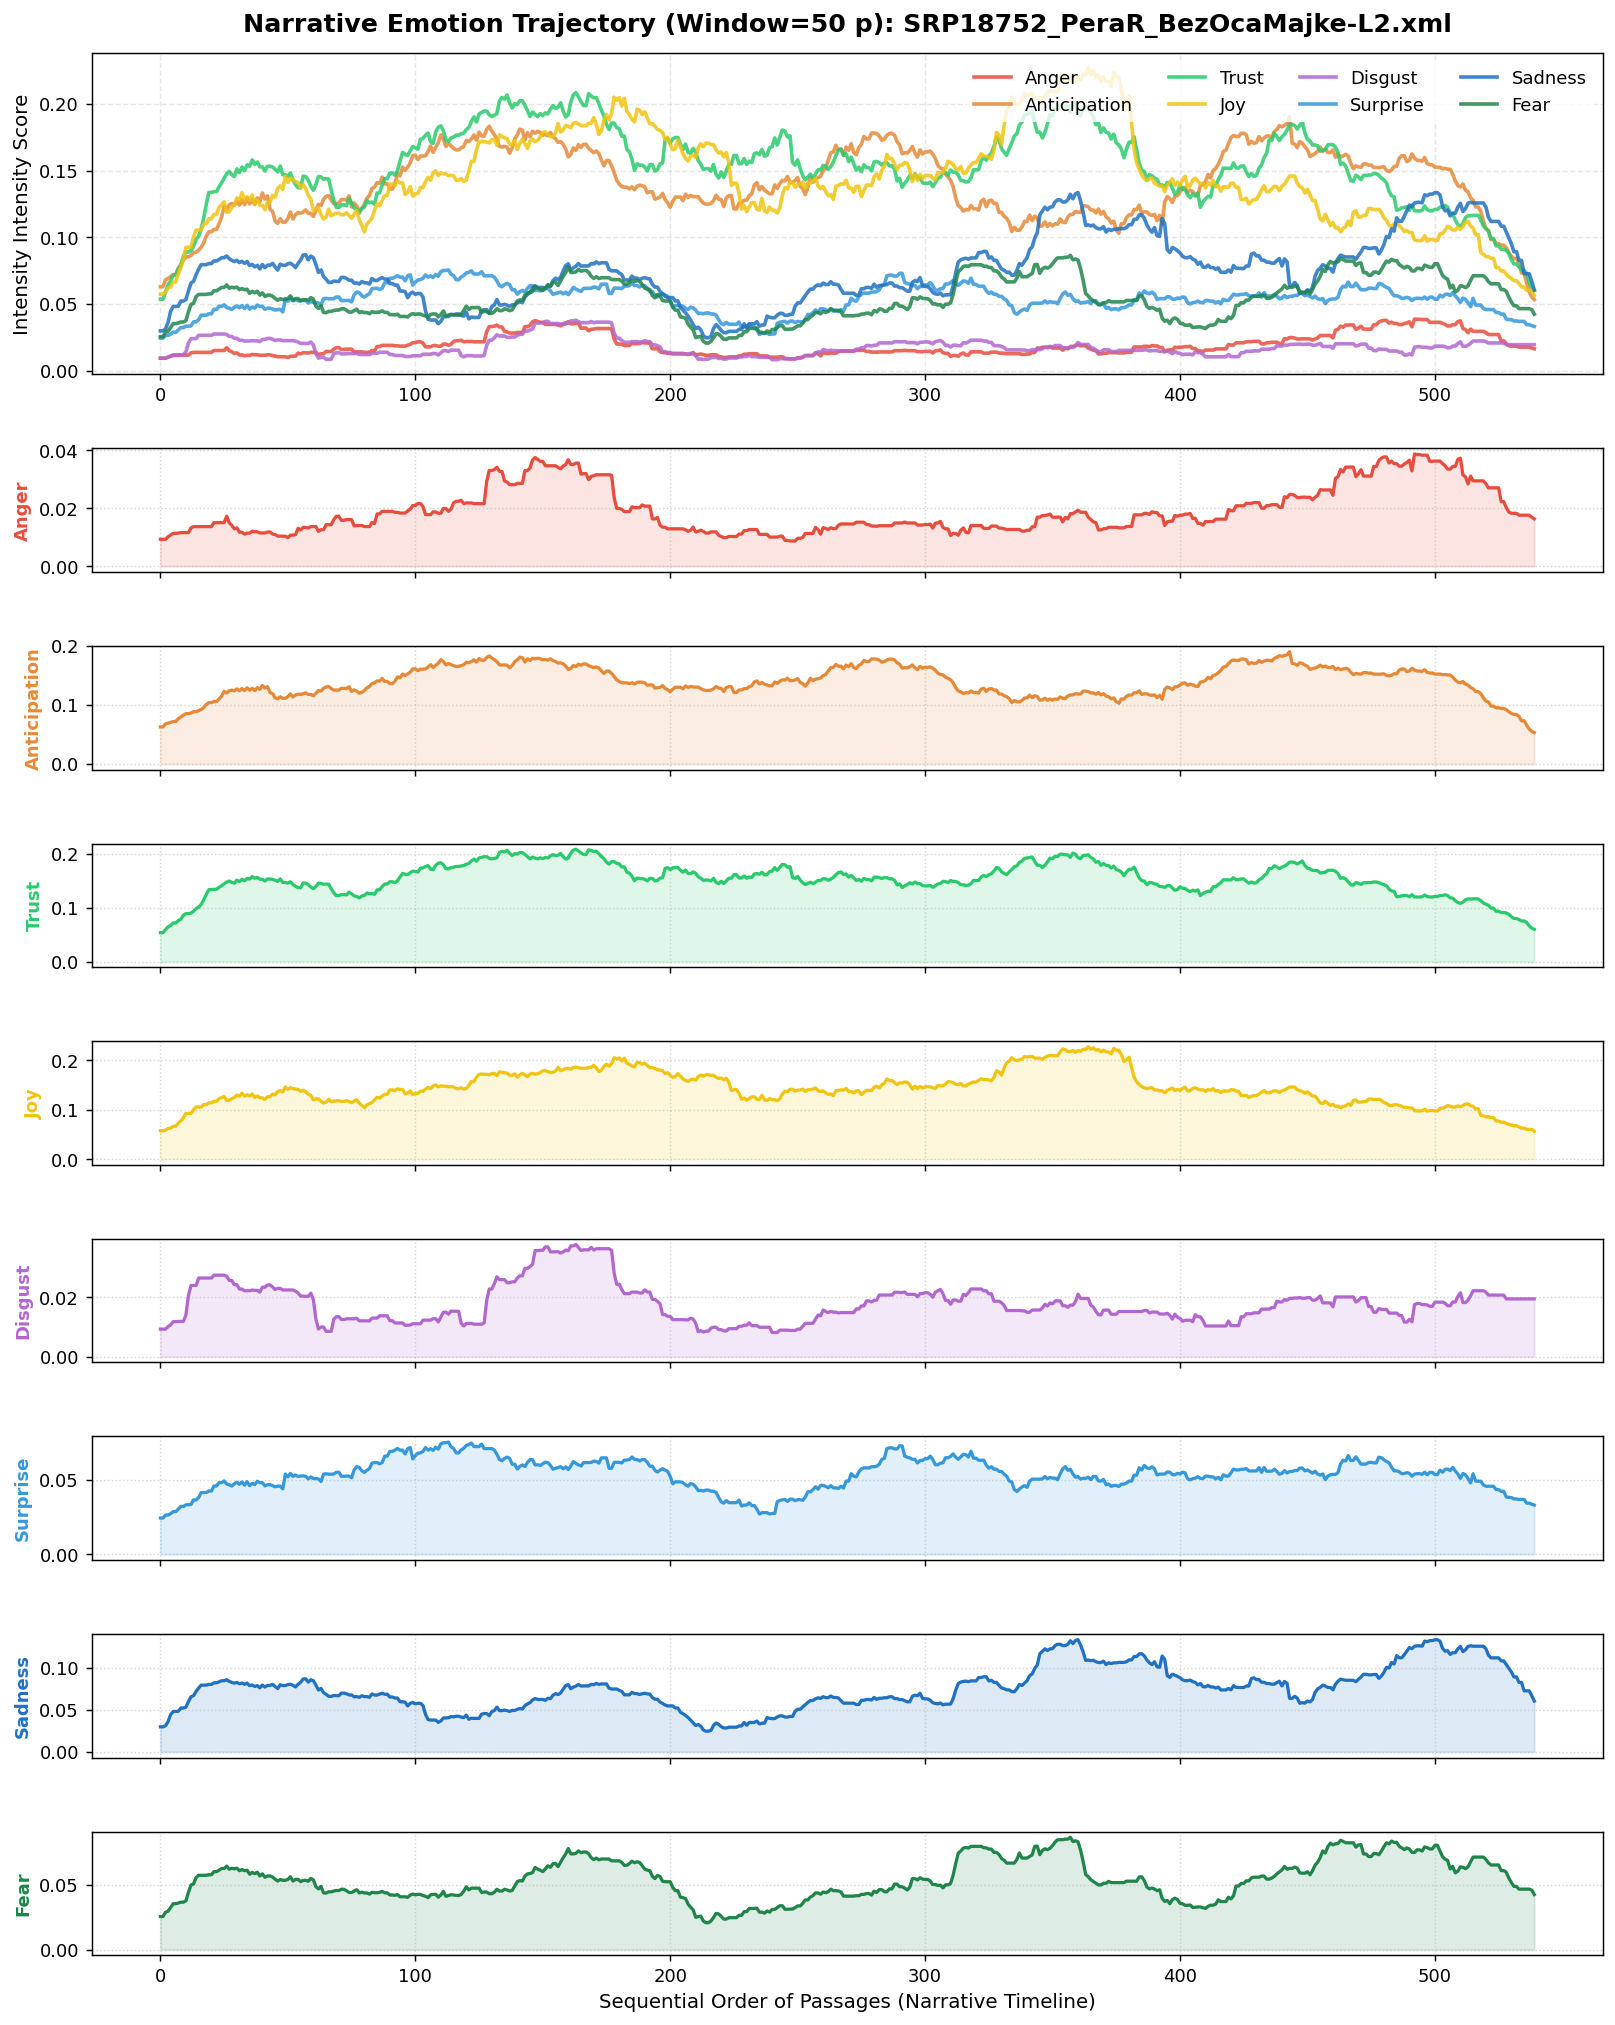 Narrative Emotion Trajectory (Window=50 p): SRP18752_PeraR_BezOcaMajke-L2.xml
Intensity Intensity Score
0.20
0.15
0.10
0.05
0.00
Anger Trust Disgust Sadness
Anticipation Joy Surprise Fear
0 100 200 300 400 500
Anger
0.04
0.02
0.00
Anticipation
0.2
0.1
0.0
Trust
0.2
0.1
0.0
Joy
0.2
0.1
0.0
Disgust
0.02
0.00
Surprise
0.05
0.00
Sadness
0.10
0.05
0.00
Fear
0.05
0.00
0 100 200 300 400 500
Sequential Order of Passages (Narrative Timeline)